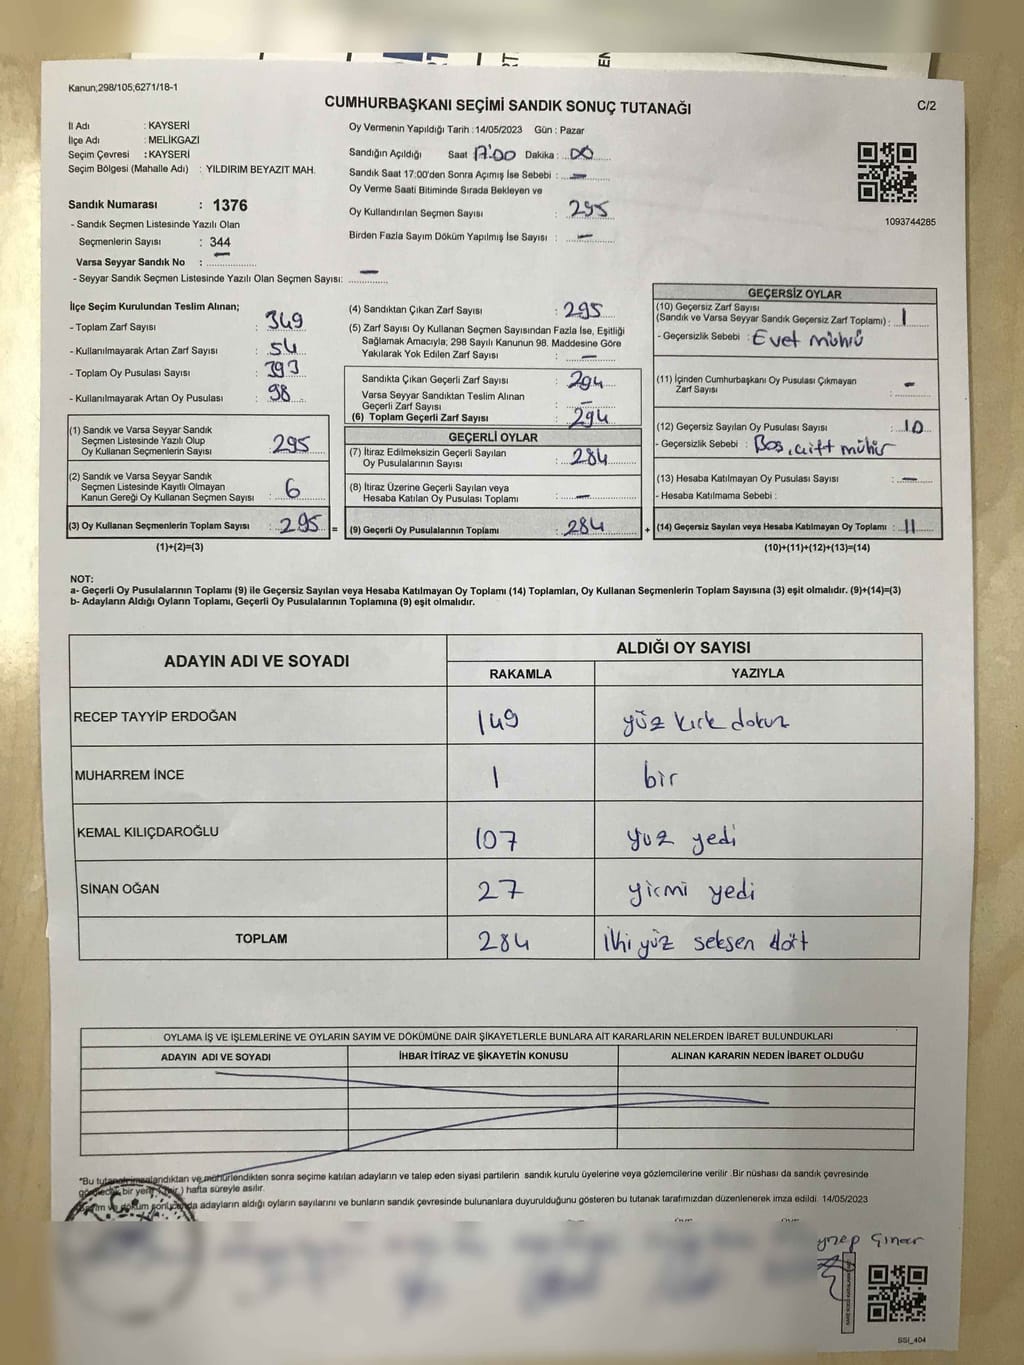 Kanun;298/105;6271/18-1
CUMHURBAŞKANI SEÇİMİ SANDIK SONUÇ TUTANAĞI
C/2
İl Adı : KAYSERİ
İlçe Adı : MELİKGAZİ
Seçim Çevresi : KAYSERİ
Seçim Bölgesi (Mahalle Adı) : YILDIRIM BEYAZIT MAH.
Sandık Numarası : 1376
- Sandık Seçmen Listesinde Yazılı Olan
Seçmenlerin Sayısı : 344
Varsa Seyyar Sandık No : —
- Seyyar Sandık Seçmen Listesinde Yazılı Olan Seçmen Sayısı: —
Oy Vermenin Yapıldığı Tarih : 14/05/2023 Gün : Pazar
Sandığın Açıldığı Saat 17:00 Dakika : 00
Sandık Saat 17:00'den Sonra Açımış İse Sebebi : —
Oy Verme Saati Bitiminde Sırada Bekleyen ve
Oy Kullandırılan Seçmen Sayısı : 295
Birden Fazla Sayım Döküm Yapılmış İse Sayısı : —
1093744285
İlçe Seçim Kurulundan Teslim Alınan;
- Toplam Zarf Sayısı : 349
- Kullanılmayarak Artan Zarf Sayısı : 54
- Toplam Oy Pusulası Sayısı : 393
- Kullanılmayarak Artan Oy Pusulası : 98
(1) Sandık ve Varsa Seyyar Sandık
Seçmen Listesinde Yazılı Olup
Oy Kullanan Seçmenlerin Sayısı : 295
(2) Sandık ve Varsa Seyyar Sandık
Seçmen Listesinde Kayıtlı Olmayan
Kanun Gereği Oy Kullanan Seçmen Sayısı : 6
(3) Oy Kullanan Seçmenlerin Toplam Sayısı : 295 =
(1)+(2)=(3)
(4) Sandıktan Çıkan Zarf Sayısı : 295
(5) Zarf Sayısı Oy Kullanan Seçmen Sayısından Fazla İse, Eşitliği
Sağlamak Amacıyla; 298 Sayılı Kanunun 98. Maddesine Göre
Yakılarak Yok Edilen Zarf Sayısı : —
Sandıkta Çıkan Geçerli Zarf Sayısı : 294
Varsa Seyyar Sandıktan Teslim Alınan
Geçerli Zarf Sayısı : —
(6) Toplam Geçerli Zarf Sayısı : 294
GEÇERLİ OYLAR
(7) İtiraz Edilmeksizin Geçerli Sayılan
Oy Pusulalarının Sayısı : 284
(8) İtiraz Üzerine Geçerli Sayılan veya
Hesaba Katılan Oy Pusulası Toplamı : —
(9) Geçerli Oy Pusulalarının Toplamı : 284 +
GEÇERSİZ OYLAR
(10) Geçersiz Zarf Sayısı
(Sandık ve Varsa Seyyar Sandık Geçersiz Zarf Toplamı) : 1
- Geçersizlik Sebebi : Evet mührü
(11) İçinden Cumhurbaşkanı Oy Pusulası Çıkmayan
Zarf Sayısı : —
(12) Geçersiz Sayılan Oy Pusulası Sayısı : 10
- Geçersizlik Sebebi : Boş, çift mühür
(13) Hesaba Katılmayan Oy Pusulası Sayısı : —
- Hesaba Katılmama Sebebi :
(14) Geçersiz Sayılan veya Hesaba Katılmayan Oy Toplamı : 11
(10)+(11)+(12)+(13)=(14)
NOT:
a- Geçerli Oy Pusulalarının Toplamı (9) ile Geçersiz Sayılan veya Hesaba Katılmayan Oy Toplamı (14) Toplamları, Oy Kullanan Seçmenlerin Toplam Sayısına (3) eşit olmalıdır. (9)+(14)=(3)
b- Adayların Aldığı Oyların Toplamı, Geçerli Oy Pusulalarının Toplamına (9) eşit olmalıdır.
ADAYIN ADI VE SOYADI
ALDIĞI OY SAYISI
RAKAMLA YAZIYLA
RECEP TAYYİP ERDOĞAN 149 yüz kırk dokuz
MUHARREM İNCE 1 bir
KEMAL KILIÇDAROĞLU 107 yuz yedi
SİNAN OĞAN 27 yirmi yedi
TOPLAM 284 İki yüz seksen dört
OYLAMA İŞ VE İŞLEMLERİNE VE OYLARIN SAYIM VE DÖKÜMÜNE DAİR ŞİKAYETLERLE BUNLARA AİT KARARLARIN NELERDEN İBARET BULUNDUKLARI
ADAYIN ADI VE SOYADI İHBAR İTİRAZ VE ŞİKAYETİN KONUSU ALINAN KARARIN NEDEN İBARET OLDUĞU
ve mühürlendikten sonra seçime katılan adayların ve talep eden siyasi partilerin sandık kurulu üyelerine veya gözlemcilerine verilir .Bir nüshası da sandık çevresinde
hafta süreyle asılır.
adayların aldığı oyların sayılarını ve bunların sandık çevresinde bulunanlara duyurulduğunu gösteren bu tutanak tarafımızdan düzenlenerek imza edildi. 14/05/2023
T.C.
SSI_404